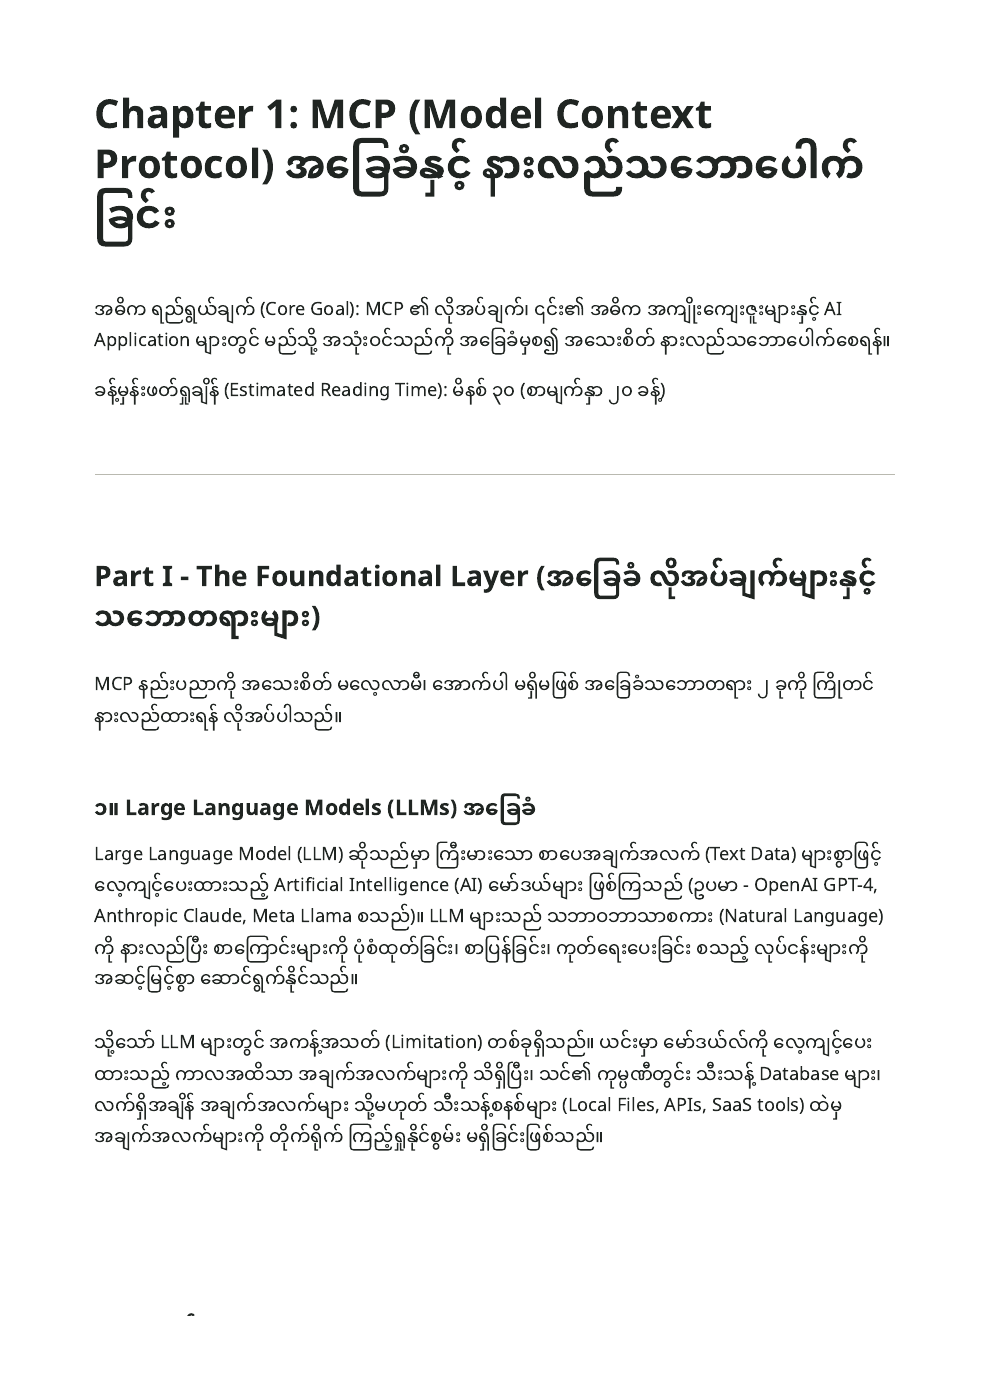 Chapter 1: MCP (Model Context
Protocol) အခြေခံနှင့် နားလည်သဘောပေါက်
ခြင်း
အဓိက ရည်ရွယ်ချက် (Core Goal): MCP ၏ လိုအပ်ချက်၊ ၎င်း၏ အဓိက အကျိုးကျေးဇူးများနှင့် AI
Application များတွင် မည်သို့ အသုံးဝင်သည်ကို အခြေခံမှစ၍ အသေးစိတ် နားလည်သဘောပေါက်စေရန်။
ခန့်မှန်းဖတ်ရှုချိန် (Estimated Reading Time): မိနစ် ၃၀ (စာမျက်နှာ ၂၀ ခန့်)
Part I - The Foundational Layer (အခြေခံ လိုအပ်ချက်များနှင့်
သဘောတရားများ)
MCP နည်းပညာကို အသေးစိတ် မလေ့လာမီ၊ အောက်ပါ မရှိမဖြစ် အခြေခံသဘောတရား ၂ ခုကို ကြိုတင်
နားလည်ထားရန် လိုအပ်ပါသည်။
၁။ Large Language Models (LLMs) အခြေခံ
Large Language Model (LLM) ဆိုသည်မှာ ကြီးမားသော စာပေအချက်အလက် (Text Data) များစွာဖြင့်
လေ့ကျင့်ပေးထားသည့် Artificial Intelligence (AI) မော်ဒယ်များ ဖြစ်ကြသည် (ဥပမာ - OpenAI GPT-4,
Anthropic Claude, Meta Llama စသည်)။ LLM များသည် သဘာဝဘာသာစကား (Natural Language)
ကို နားလည်ပြီး စာကြောင်းများကို ပုံစံထုတ်ခြင်း၊ စာပြန်ခြင်း၊ ကုတ်ရေးပေးခြင်း စသည့် လုပ်ငန်းများကို
အဆင့်မြင့်စွာ ဆောင်ရွက်နိုင်သည်။
သို့သော် LLM များတွင် အကန့်အသတ် (Limitation) တစ်ခုရှိသည်။ ယင်းမှာ မော်ဒယ်လ်ကို လေ့ကျင့်ပေး
ထားသည့် ကာလအထိသာ အချက်အလက်များကို သိရှိပြီး၊ သင်၏ ကုမ္ပဏီတွင်း သီးသန့် Database များ၊
လက်ရှိအချိန် အချက်အလက်များ သို့မဟုတ် သီးသန့်စနစ်များ (Local Files, APIs, SaaS tools) ထဲမှ
အချက်အလက်များကို တိုက်ရိုက် ကြည့်ရှုနိုင်စွမ်း မရှိခြင်းဖြစ်သည်။